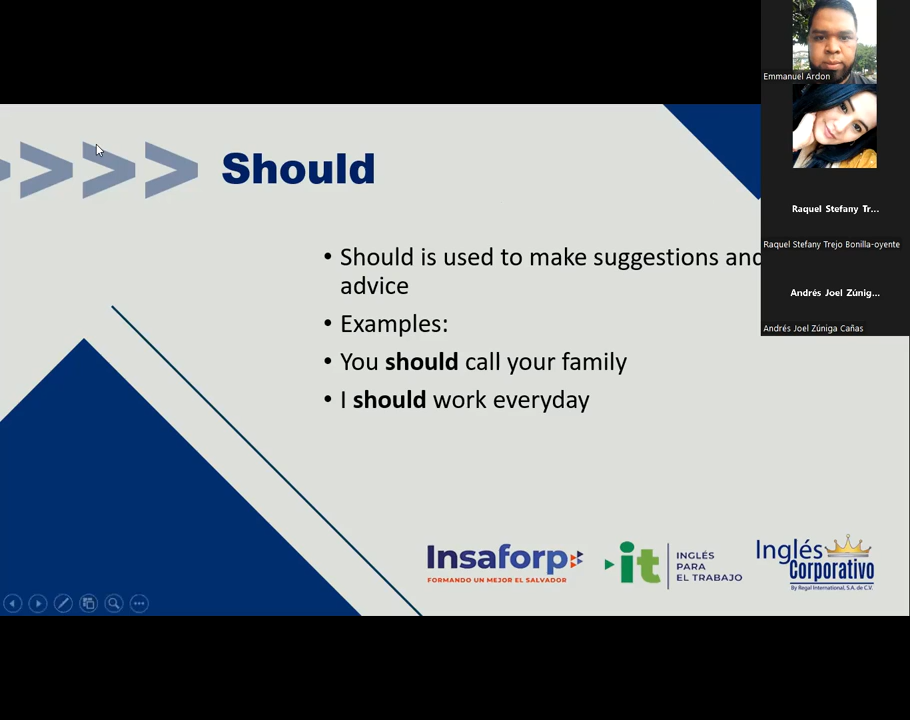 Emmanuel Ardon
Should
Raquel Stefany Tr...
Raquel Stefany Trejo Bonilla-oyente
• Should is used to make suggestions and
advice
Andrés Joel Zúnig...
Andrés Joel Zúñiga Cañas
• Examples:
• You should call your family
• I should work everyday
Insaforp
FORMANDO UN MEJOR EL SALVADOR
it
INGLÉS
PARA
EL TRABAJO
Inglés
Corporativo
By Regal International, S.A. de C.V.